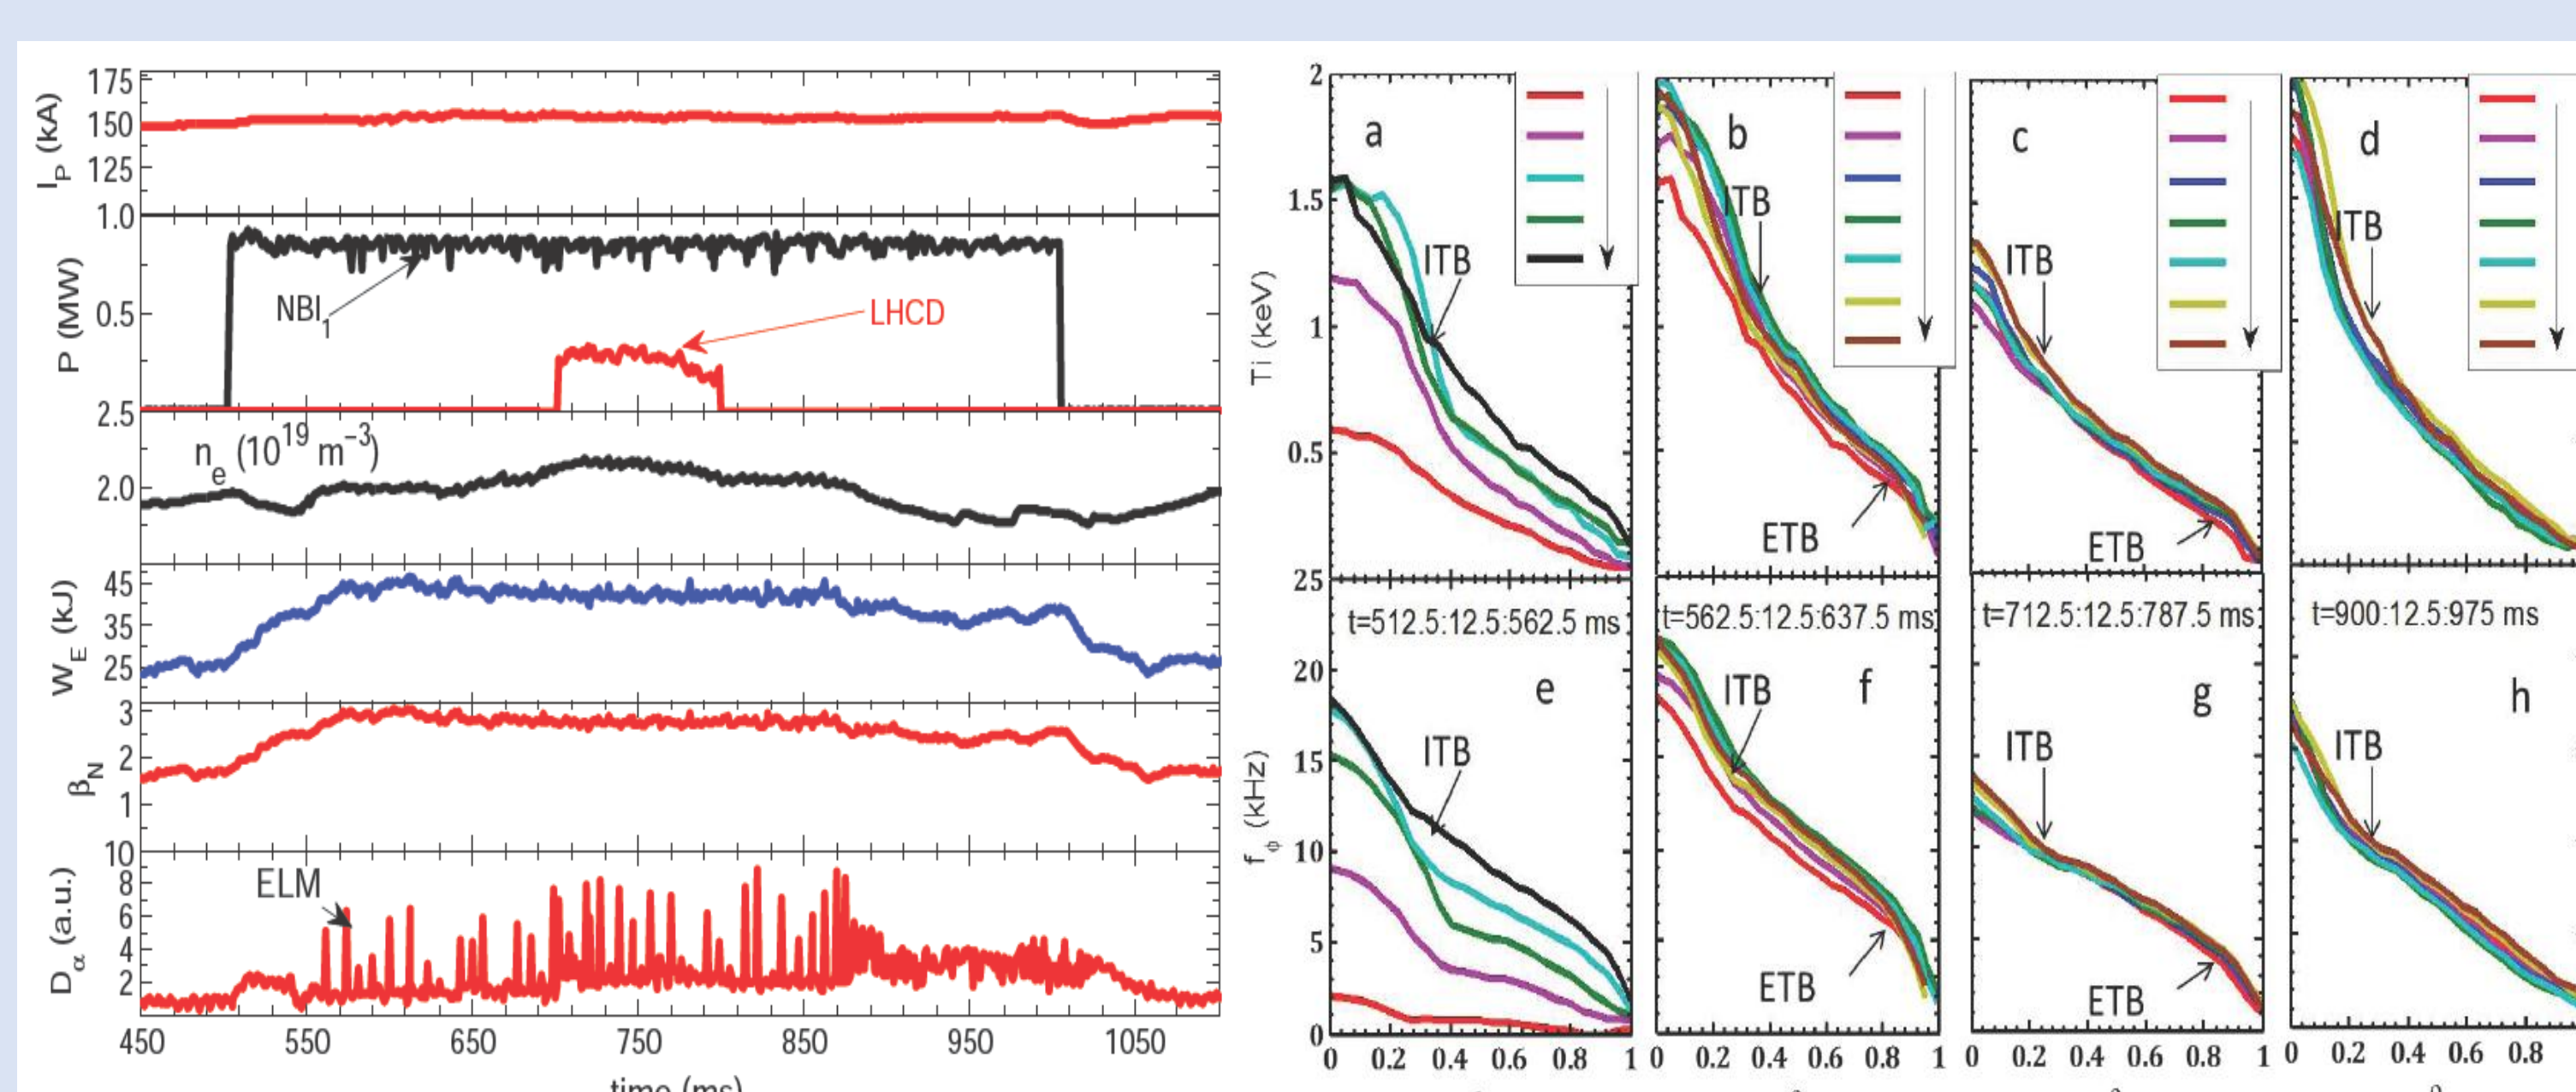 I_P (kA)
175
150
125
P (MW)
1.0
0.5
NBI_1
LHCD
2.5
2.0
n_e (10^19 m^−3)
W_E (kJ)
45
35
25
β_N
3
2
1
D_α (a.u.)
10
8
6
4
2
ELM
450 550 650 750 850 950 1050
time (ms)
Ti (keV)
2
1.5
1
0.5
a
ITB
b
ITB
ETB
c
ITB
ETB
d
ITB
t=512.5:12.5:562.5 ms
t=562.5:12.5:637.5 ms
t=712.5:12.5:787.5 ms
t=900:12.5:975 ms
f_ϕ (kHz)
25
20
15
10
5
0
e
ITB
f
ITB
ETB
g
ITB
ETB
h
ITB
0 0.2 0.4 0.6 0.8 1
0 0.2 0.4 0.6 0.8 1
0 0.2 0.4 0.6 0.8 1
0 0.2 0.4 0.6 0.8